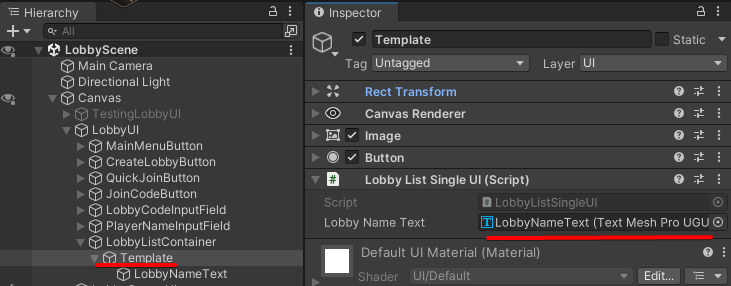 Hierarchy
All
LobbyScene
Main Camera
Directional Light
Canvas
TestingLobbyUI
LobbyUI
MainMenuButton
CreateLobbyButton
QuickJoinButton
JoinCodeButton
LobbyCodeInputField
PlayerNameInputField
LobbyListContainer
Template
LobbyNameText
Inspector
Template
Static
Tag Untagged Layer UI
Rect Transform
Canvas Renderer
Image
Button
Lobby List Single UI (Script)
Script LobbyListSingleUI
Lobby Name Text LobbyNameText (Text Mesh Pro UGU
Default UI Material (Material)
Shader UI/Default Edit...